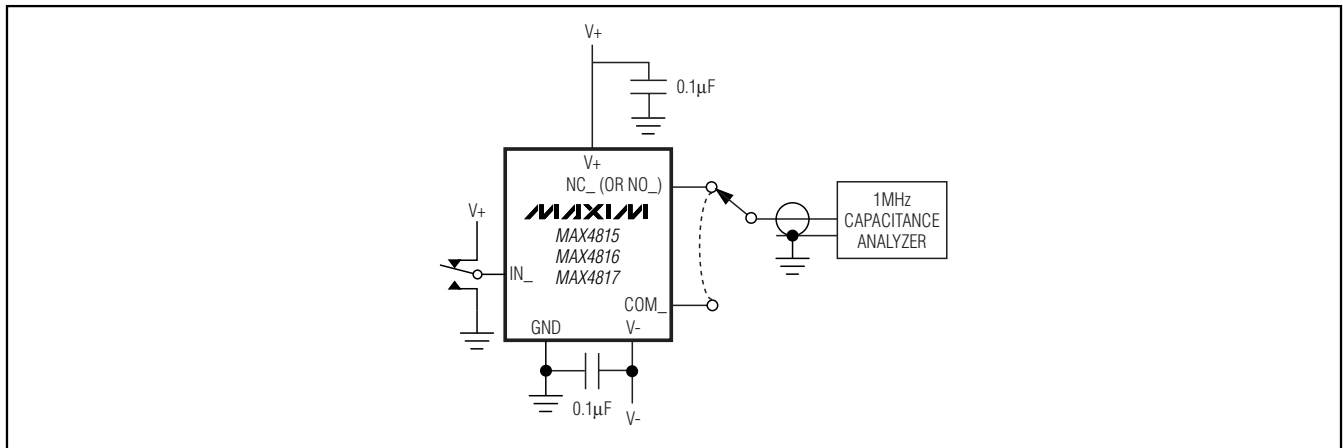 V+
0.1µF
V+
NC_ (OR NO_)
MAXIM
MAX4815
MAX4816
MAX4817
V+
IN_
COM_
GND
V-
0.1µF
V-
1MHz
CAPACITANCE
ANALYZER